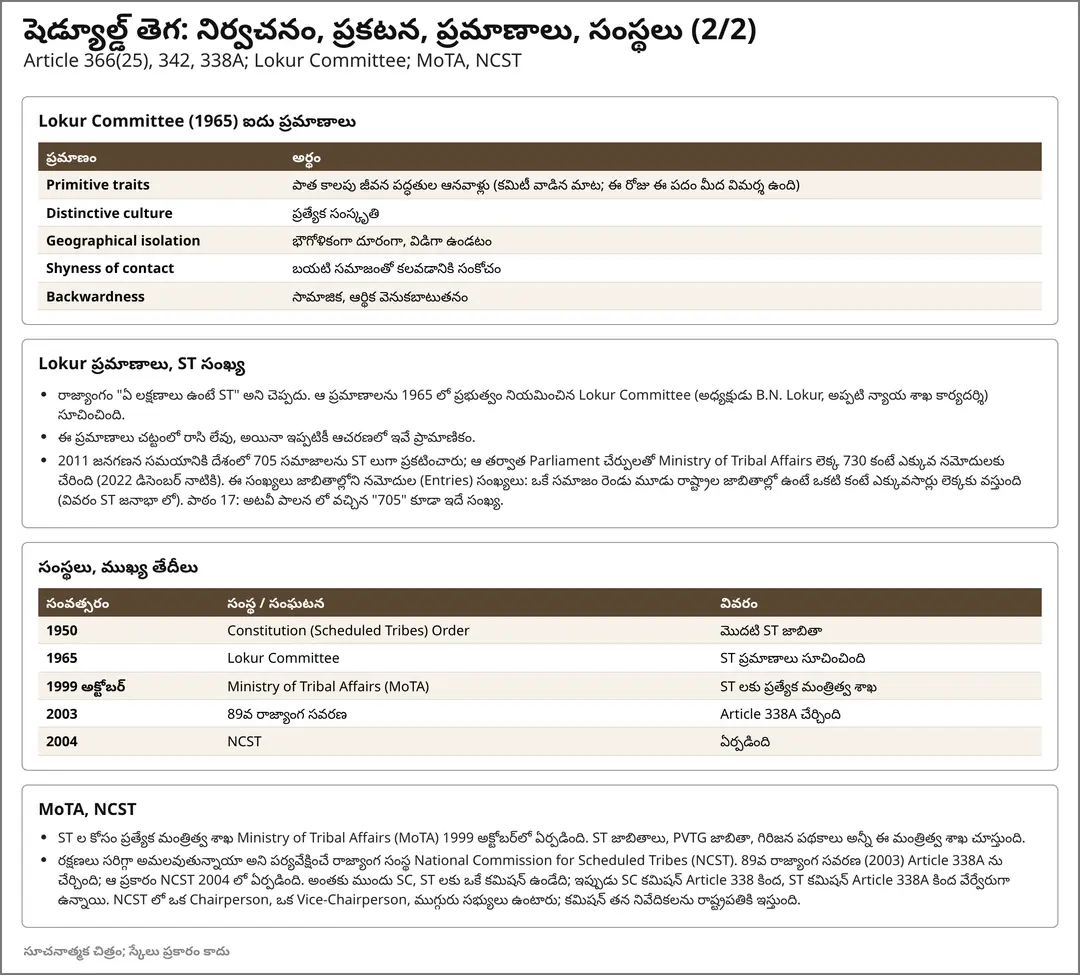 షెడ్యూల్డ్ తెగ: నిర్వచనం, ప్రకటన, ప్రమాణాలు, సంస్థలు (2/2)
Article 366(25), 342, 338A; Lokur Committee; MoTA, NCST
Lokur Committee (1965) ఐదు ప్రమాణాలు
ప్రమాణం అర్థం
Primitive traits పాత కాలపు జీవన పద్ధతుల ఆనవాళ్లు (కమిటీ వాడిన మాట; ఈ రోజు ఈ పదం మీద విమర్శ ఉంది)
Distinctive culture ప్రత్యేక సంస్కృతి
Geographical isolation భౌగోళికంగా దూరంగా, విడిగా ఉండటం
Shyness of contact బయటి సమాజంతో కలవడానికి సంకోచం
Backwardness సామాజిక, ఆర్థిక వెనుకబాటుతనం
Lokur ప్రమాణాలు, ST సంఖ్య
• రాజ్యాంగం "ఏ లక్షణాలు ఉంటే ST" అని చెప్పదు. ఆ ప్రమాణాలను 1965 లో ప్రభుత్వం నియమించిన Lokur Committee (అధ్యక్షుడు B.N. Lokur, అప్పటి న్యాయ శాఖ కార్యదర్శి)
సూచించింది.
• ఈ ప్రమాణాలు చట్టంలో రాసి లేవు, అయినా ఇప్పటికీ ఆచరణలో ఇవే ప్రామాణికం.
• 2011 జనగణన సమయానికి దేశంలో 705 సమాజాలను ST లుగా ప్రకటించారు; ఆ తర్వాత Parliament చేర్పులతో Ministry of Tribal Affairs లెక్క 730 కంటే ఎక్కువ నమోదులకు
చేరింది (2022 డిసెంబర్ నాటికి). ఈ సంఖ్యలు జాబితాల్లోని నమోదుల (Entries) సంఖ్యలు: ఒకే సమాజం రెండు మూడు రాష్ట్రాల జాబితాల్లో ఉంటే ఒకటి కంటే ఎక్కువసార్లు లెక్కకు వస్తుంది
(వివరం ST జనాభా లో). పాఠం 17: అటవీ పాలన లో వచ్చిన "705" కూడా ఇదే సంఖ్య.
సంస్థలు, ముఖ్య తేదీలు
సంవత్సరం సంస్థ / సంఘటన వివరం
1950 Constitution (Scheduled Tribes) Order మొదటి ST జాబితా
1965 Lokur Committee ST ప్రమాణాలు సూచించింది
1999 అక్టోబర్ Ministry of Tribal Affairs (MoTA) ST లకు ప్రత్యేక మంత్రిత్వ శాఖ
2003 89వ రాజ్యాంగ సవరణ Article 338A చేర్చింది
2004 NCST ఏర్పడింది
MoTA, NCST
• ST ల కోసం ప్రత్యేక మంత్రిత్వ శాఖ Ministry of Tribal Affairs (MoTA) 1999 అక్టోబర్‌లో ఏర్పడింది. ST జాబితాలు, PVTG జాబితా, గిరిజన పథకాలు అన్నీ ఈ మంత్రిత్వ శాఖ చూస్తుంది.
• రక్షణలు సరిగ్గా అమలవుతున్నాయా అని పర్యవేక్షించే రాజ్యాంగ సంస్థ National Commission for Scheduled Tribes (NCST). 89వ రాజ్యాంగ సవరణ (2003) Article 338A ను
చేర్చింది; ఆ ప్రకారం NCST 2004 లో ఏర్పడింది. అంతకు ముందు SC, ST లకు ఒకే కమిషన్ ఉండేది; ఇప్పుడు SC కమిషన్ Article 338 కింద, ST కమిషన్ Article 338A కింద వేర్వేరుగా
ఉన్నాయి. NCST లో ఒక Chairperson, ఒక Vice-Chairperson, ముగ్గురు సభ్యులు ఉంటారు; కమిషన్ తన నివేదికలను రాష్ట్రపతికి ఇస్తుంది.
సూచనాత్మక చిత్రం; స్కేలు ప్రకారం కాదు